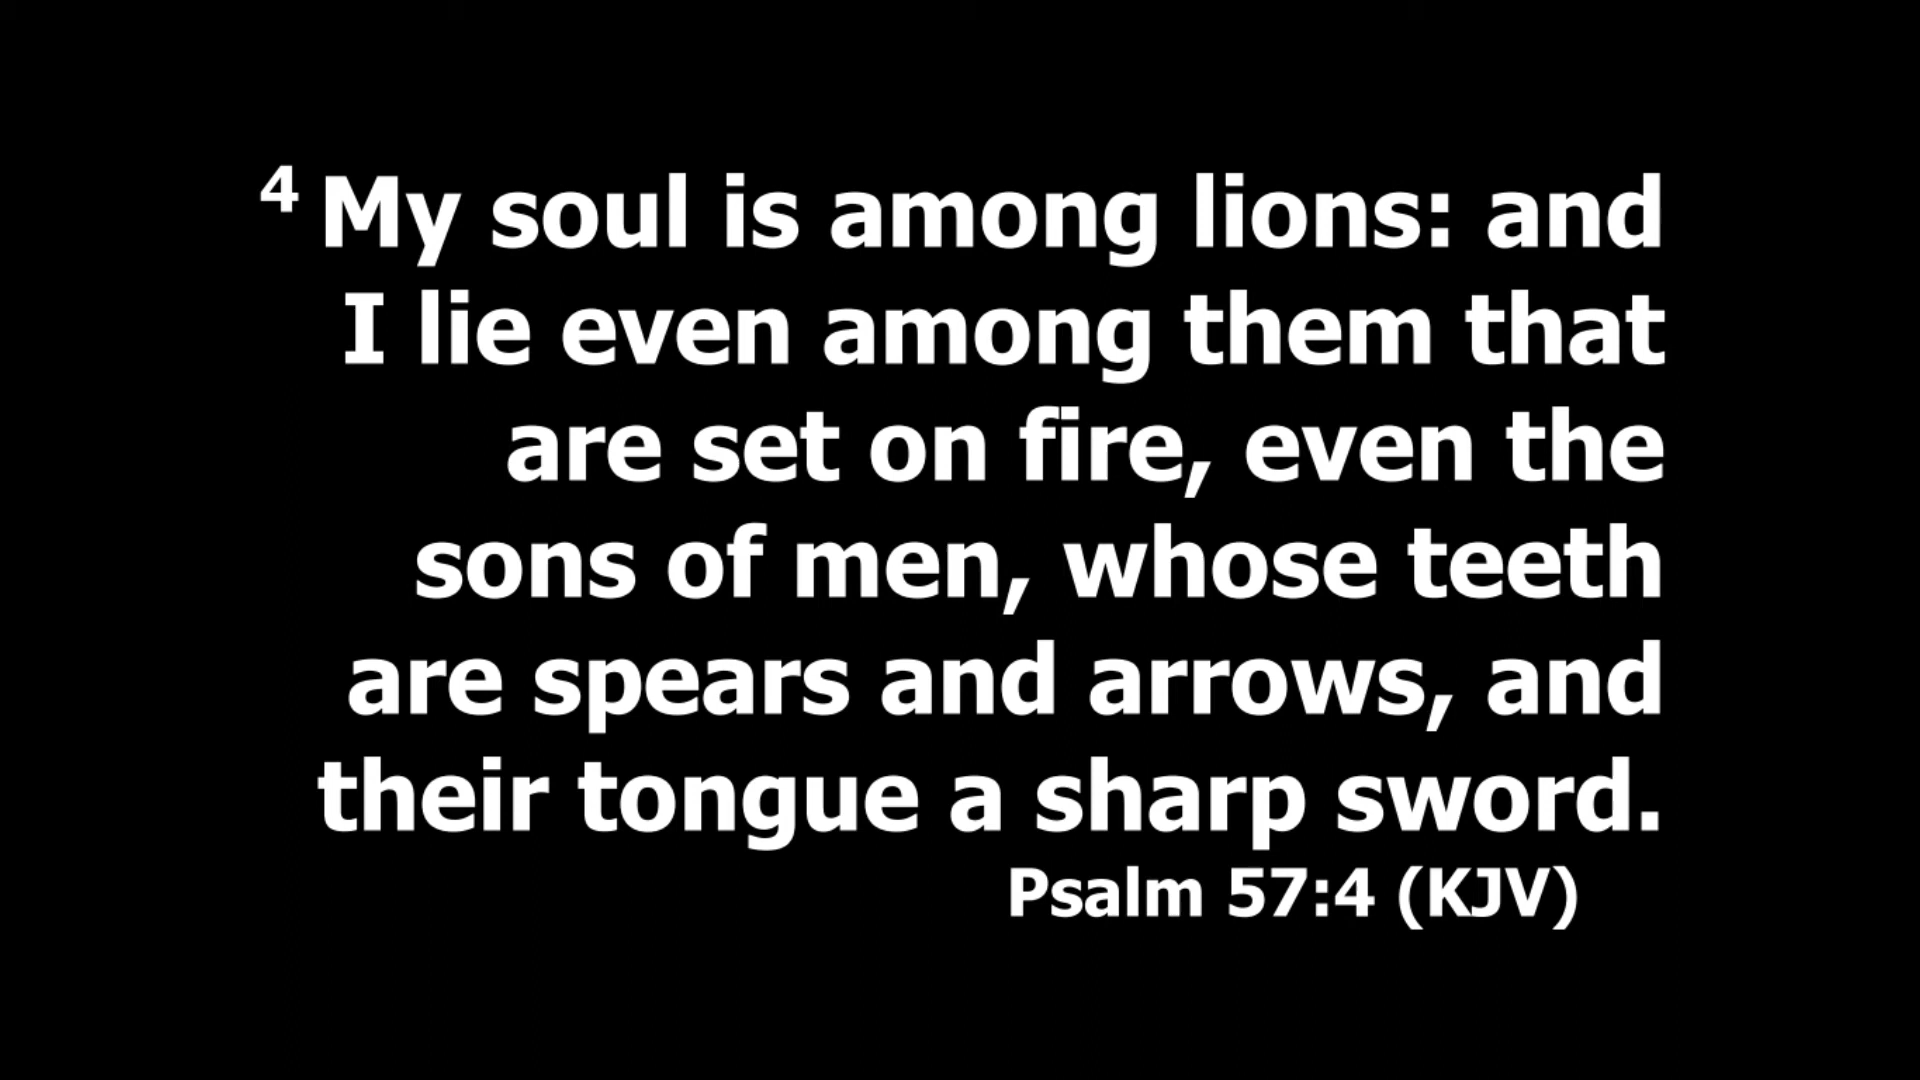 4 My soul is among lions: and
I lie even among them that
are set on fire, even the
sons of men, whose teeth
are spears and arrows, and
their tongue a sharp sword.
Psalm 57:4 (KJV)